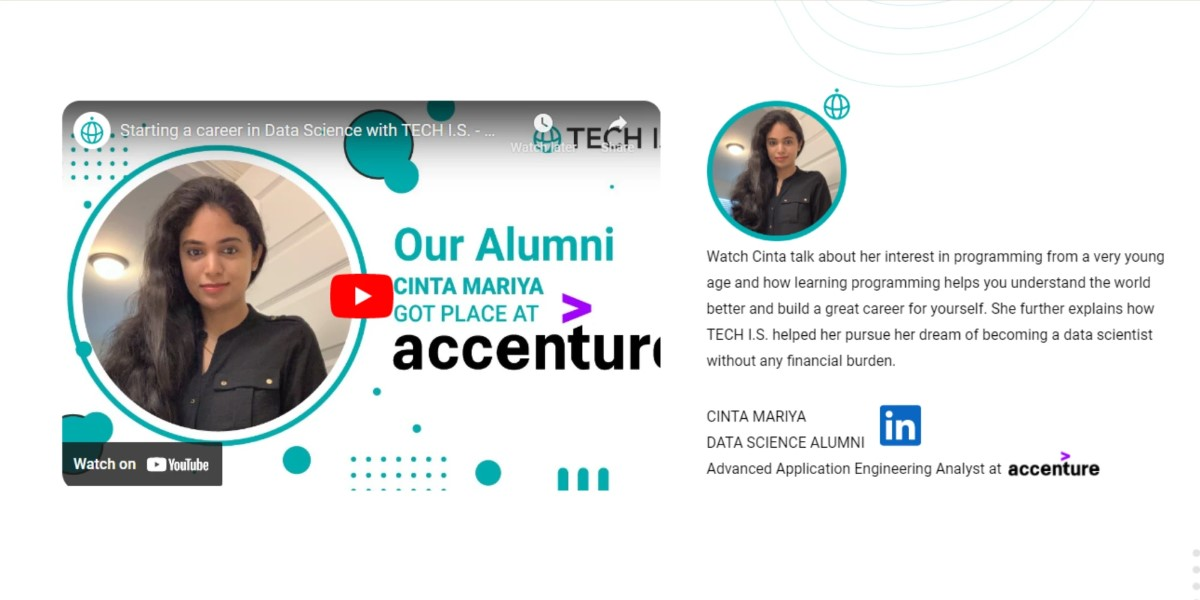 Starting a career in Data Science with TECH I.S. - ...
Watch later
Share
TECH I.
Our Alumni
CINTA MARIYA
GOT PLACE AT
accenture
Watch on YouTube
Watch Cinta talk about her interest in programming from a very young
age and how learning programming helps you understand the world
better and build a great career for yourself. She further explains how
TECH I.S. helped her pursue her dream of becoming a data scientist
without any financial burden.
CINTA MARIYA
DATA SCIENCE ALUMNI
in
Advanced Application Engineering Analyst at accenture